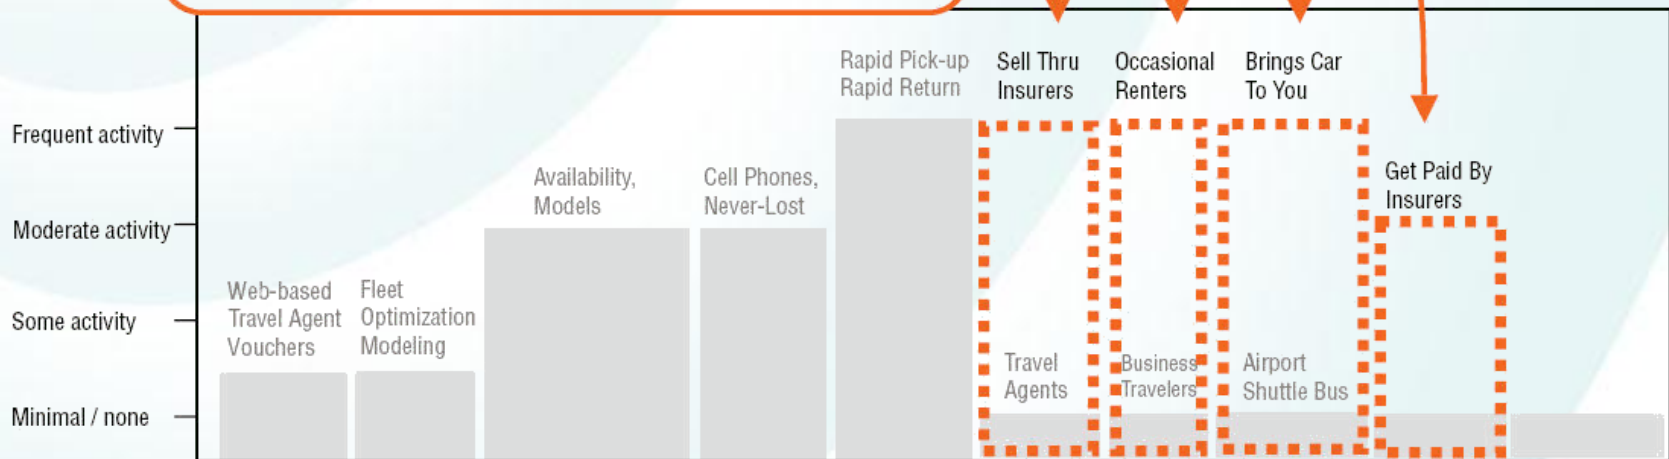 Frequent activity
Moderate activity
Some activity
Minimal / none
Web-based
Travel Agent
Vouchers
Fleet
Optimization
Modeling
Availability,
Models
Cell Phones,
Never-Lost
Rapid Pick-up
Rapid Return
Sell Thru
Insurers
Occasional
Renters
Brings Car
To You
Get Paid By
Insurers
Travel
Agents
Business
Travelers
Airport
Shuttle Bus